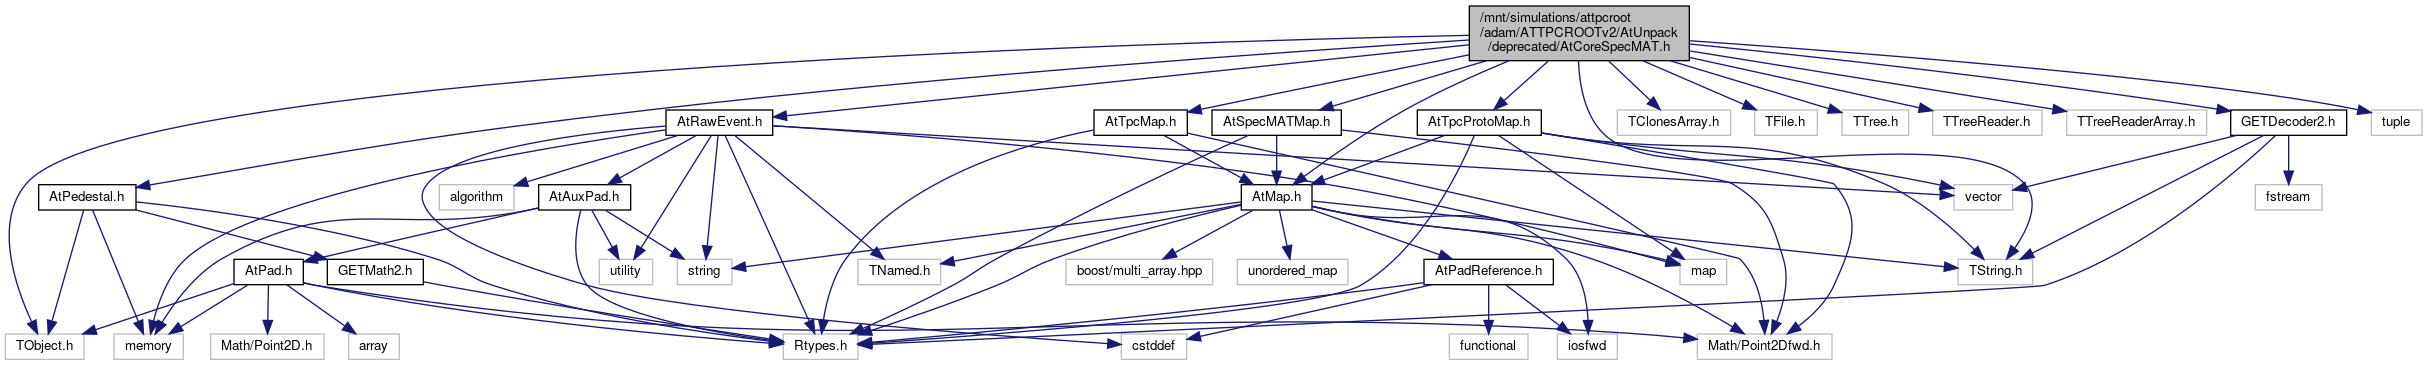 /mnt/simulations/attpcroot
/adam/ATTPCROOTv2/AtUnpack
/deprecated/AtCoreSpecMAT.h
AtRawEvent.h
AtTpcMap.h
AtSpecMATMap.h
AtTpcProtoMap.h
TClonesArray.h
TFile.h
TTree.h
TTreeReader.h
TTreeReaderArray.h
GETDecoder2.h
tuple
AtPedestal.h
algorithm
AtAuxPad.h
AtMap.h
vector
fstream
AtPad.h
GETMath2.h
utility
string
TNamed.h
boost/multi_array.hpp
unordered_map
AtPadReference.h
map
TString.h
TObject.h
memory
Math/Point2D.h
array
Rtypes.h
cstddef
functional
iosfwd
Math/Point2Dfwd.h